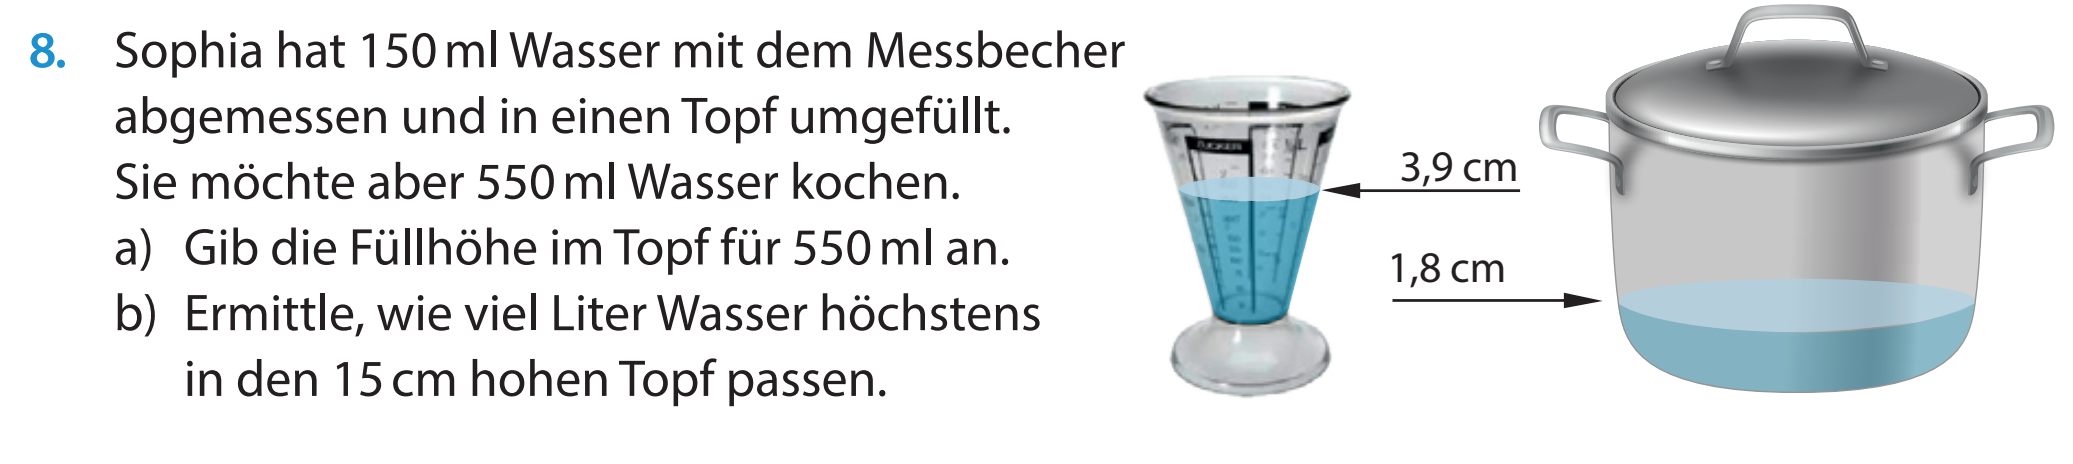 8. Sophia hat 150 ml Wasser mit dem Messbecher
abgemessen und in einen Topf umgefüllt.
Sie möchte aber 550 ml Wasser kochen.
a) Gib die Füllhöhe im Topf für 550 ml an.
b) Ermittle, wie viel Liter Wasser höchstens
in den 15 cm hohen Topf passen.
ZUCKER
3,9 cm
1,8 cm